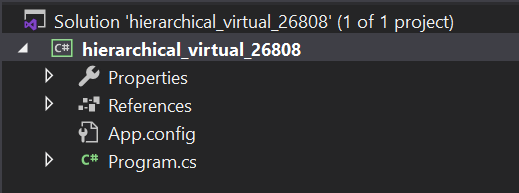 Solution 'hierarchical_virtual_26808' (1 of 1 project)
C# hierarchical_virtual_26808
Properties
References
App.config
C# Program.cs